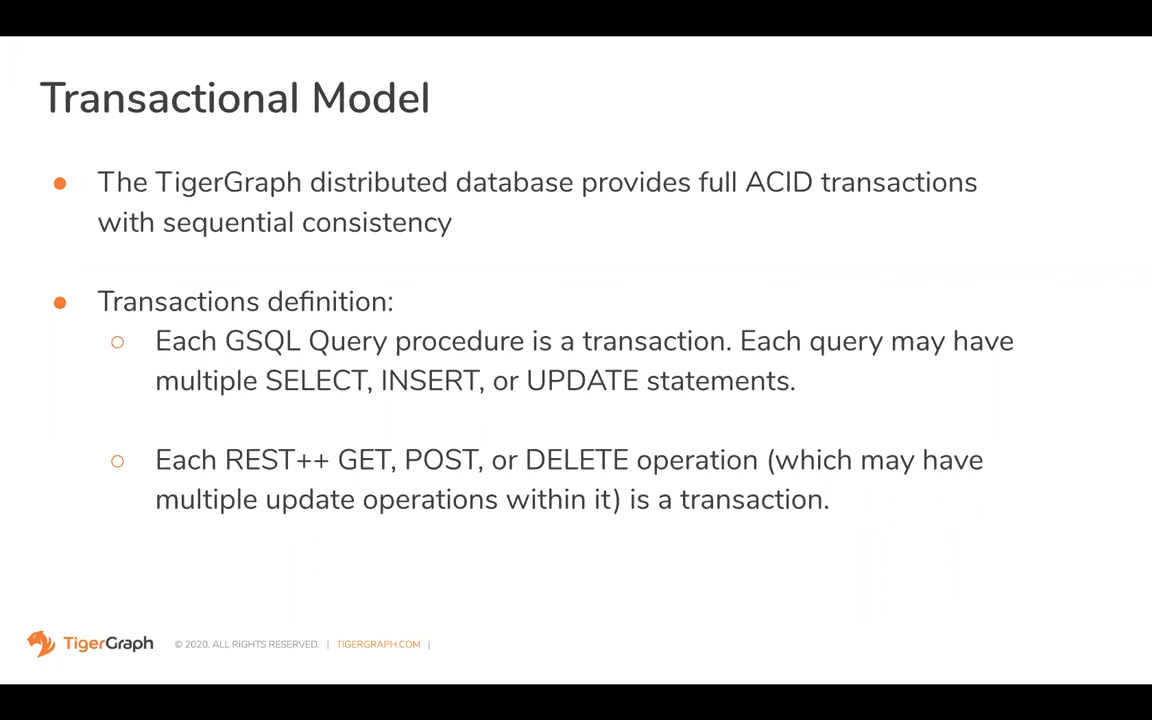 Transactional Model
● The TigerGraph distributed database provides full ACID transactions
with sequential consistency
● Transactions definition:
○ Each GSQL Query procedure is a transaction. Each query may have
multiple SELECT, INSERT, or UPDATE statements.
○ Each REST++ GET, POST, or DELETE operation (which may have
multiple update operations within it) is a transaction.
TigerGraph © 2020. ALL RIGHTS RESERVED. | TIGERGRAPH.COM |